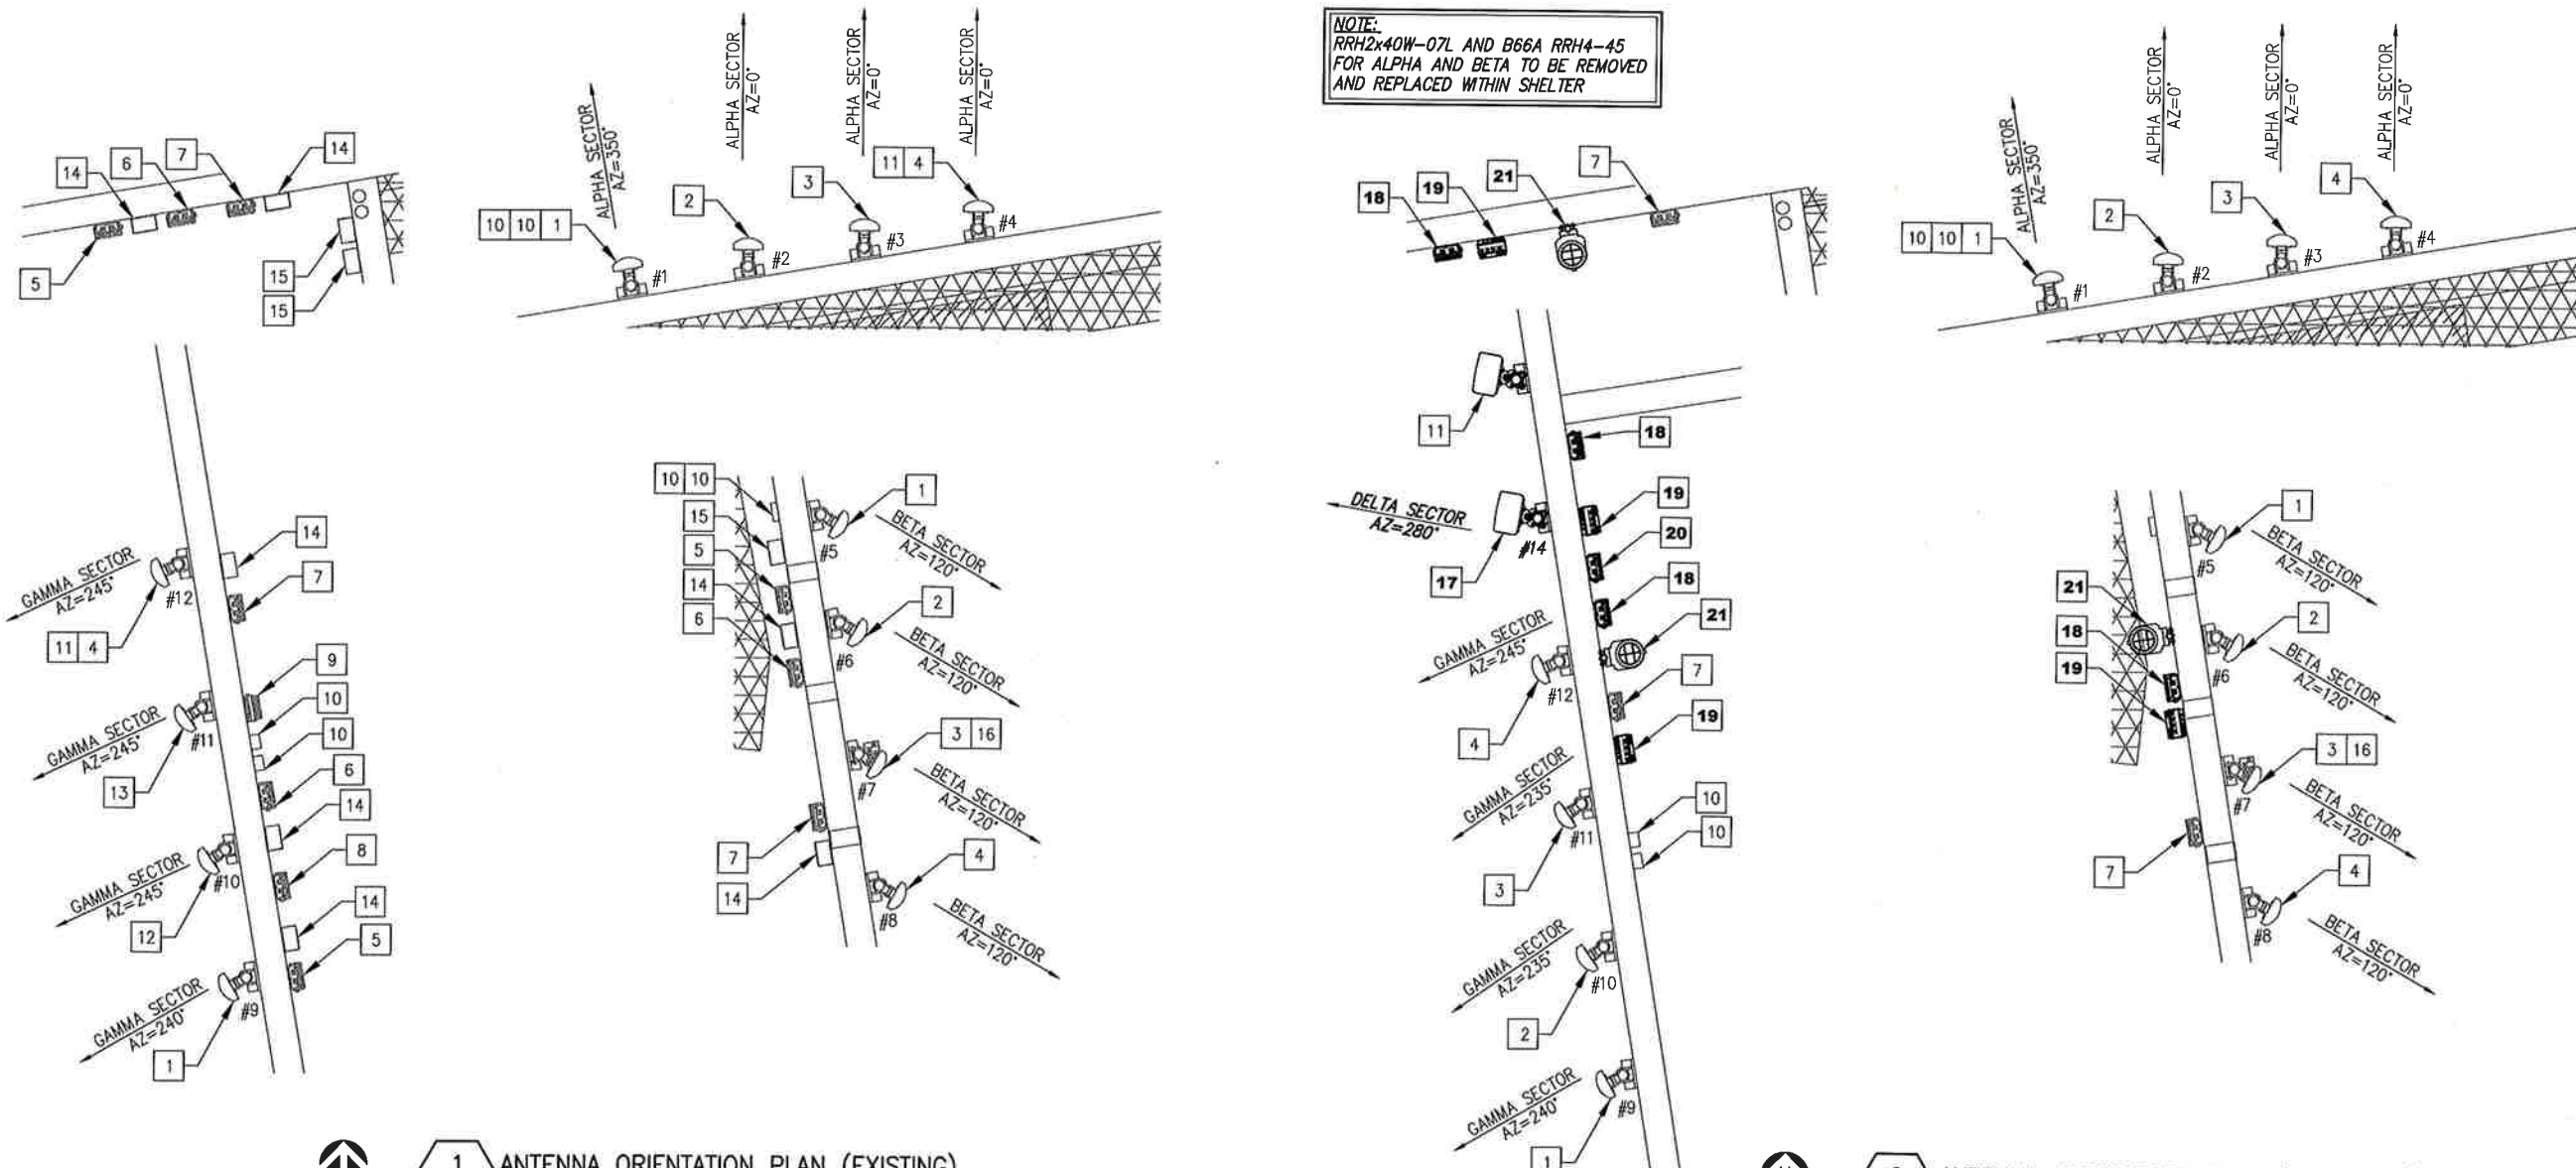 NOTE:
RRH2x40W-07L AND B66A RRH4-45
FOR ALPHA AND BETA TO BE REMOVED
AND REPLACED WITHIN SHELTER
14
6
7
14
5
15
15
ALPHA SECTOR
AZ=350°
ALPHA SECTOR
AZ=0°
ALPHA SECTOR
AZ=0°
ALPHA SECTOR
AZ=0°
10 10 1
2
3
11 4
#1
#2
#3
#4
GAMMA SECTOR
AZ=245°
#12
14
7
11 4
9
10
10
GAMMA SECTOR
AZ=245°
#11
13
6
14
8
GAMMA SECTOR
AZ=245°
#10
12
14
5
GAMMA SECTOR
AZ=240°
#9
1
10 10
15
5
14
6
1
#5
BETA SECTOR
AZ=120°
2
#6
BETA SECTOR
AZ=120°
3 16
#7
BETA SECTOR
AZ=120°
7
14
4
#8
BETA SECTOR
AZ=120°
1 ANTENNA ORIENTATION PLAN (EXISTING)
18
19
21
7
ALPHA SECTOR
AZ=350°
ALPHA SECTOR
AZ=0°
ALPHA SECTOR
AZ=0°
ALPHA SECTOR
AZ=0°
10 10 1
2
3
4
#1
#2
#3
#4
11
18
DELTA SECTOR
AZ=280°
#14
17
19
20
18
21
GAMMA SECTOR
AZ=245°
#12
4
7
19
GAMMA SECTOR
AZ=235°
#11
3
10
10
GAMMA SECTOR
AZ=235°
#10
2
GAMMA SECTOR
AZ=240°
#9
1
21
18
19
1
#5
BETA SECTOR
AZ=120°
2
#6
BETA SECTOR
AZ=120°
3 16
#7
BETA SECTOR
AZ=120°
7
4
#8
BETA SECTOR
AZ=120°